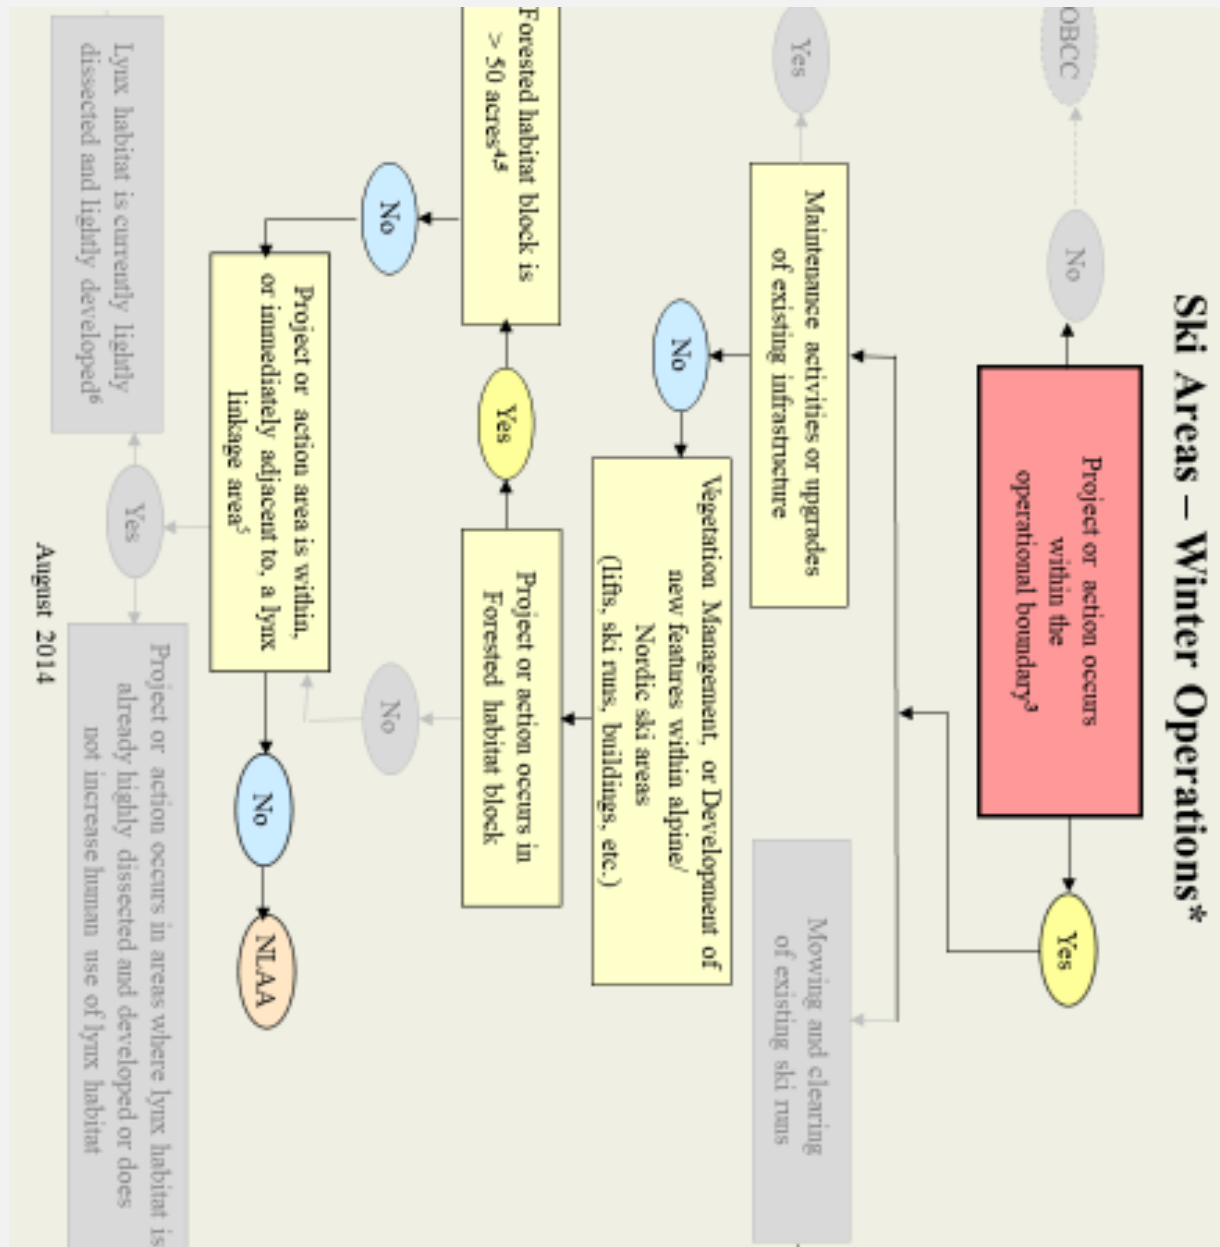 Ski Areas – Winter Operations*
OBCC
No
Project or action occurs
within the
operational boundary³
Yes
Yes
Maintenance activities or upgrades
of existing infrastructure
Mowing and clearing
of existing ski runs
No
Vegetation Management, or Development of
new features within alpine/
Nordic ski areas
(lifts, ski runs, buildings, etc.)
Forested habitat block is
> 50 acres⁴,⁵
Yes
Project or action occurs in
Forested habitat block
No
No
Project or action area is within,
or immediately adjacent to, a lynx
linkage area⁵
No
NLAA
Lynx habitat is currently lightly
dissected and lightly developed⁶
Yes
Project or action occurs in areas where lynx habitat is
already highly dissected and developed or does
not increase human use of lynx habitat
August 2014